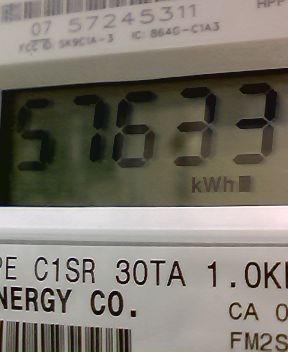 07 57245311
FCC ID: SK9C1A-3 IC: 864G-C1A3
57633
kWh
PE C1SR 30TA 1.0K
NERGY CO.
CA 0
FM2S